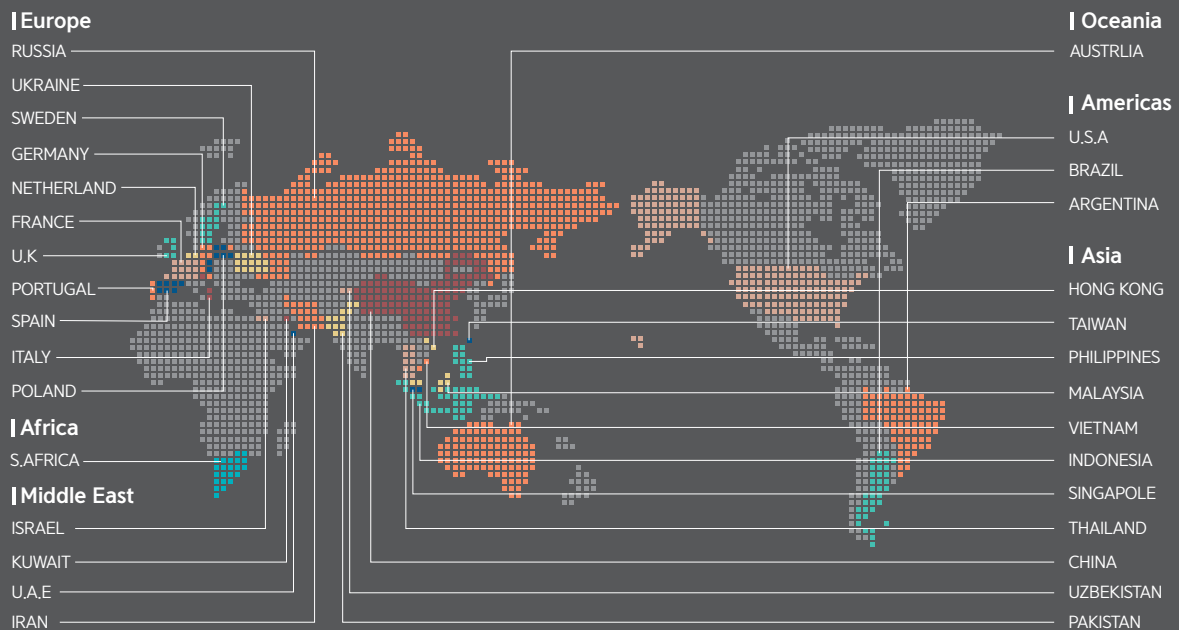 Europe
RUSSIA
UKRAINE
SWEDEN
GERMANY
NETHERLAND
FRANCE
U.K
PORTUGAL
SPAIN
ITALY
POLAND
Africa
S.AFRICA
Middle East
ISRAEL
KUWAIT
U.A.E
IRAN
Oceania
AUSTRLIA
Americas
U.S.A
BRAZIL
ARGENTINA
Asia
HONG KONG
TAIWAN
PHILIPPINES
MALAYSIA
VIETNAM
INDONESIA
SINGAPOLE
THAILAND
CHINA
UZBEKISTAN
PAKISTAN